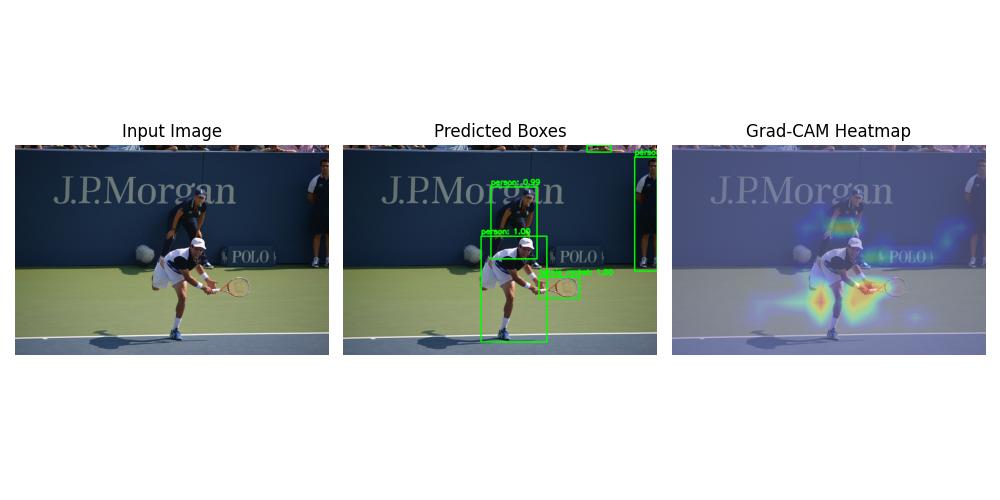 Input Image
Predicted Boxes
Grad-CAM Heatmap
J.P.Morgan
J.P.Morgan
J.P.Morgan
person: 0.99
person: 1.00
POLO
POLO
POLO